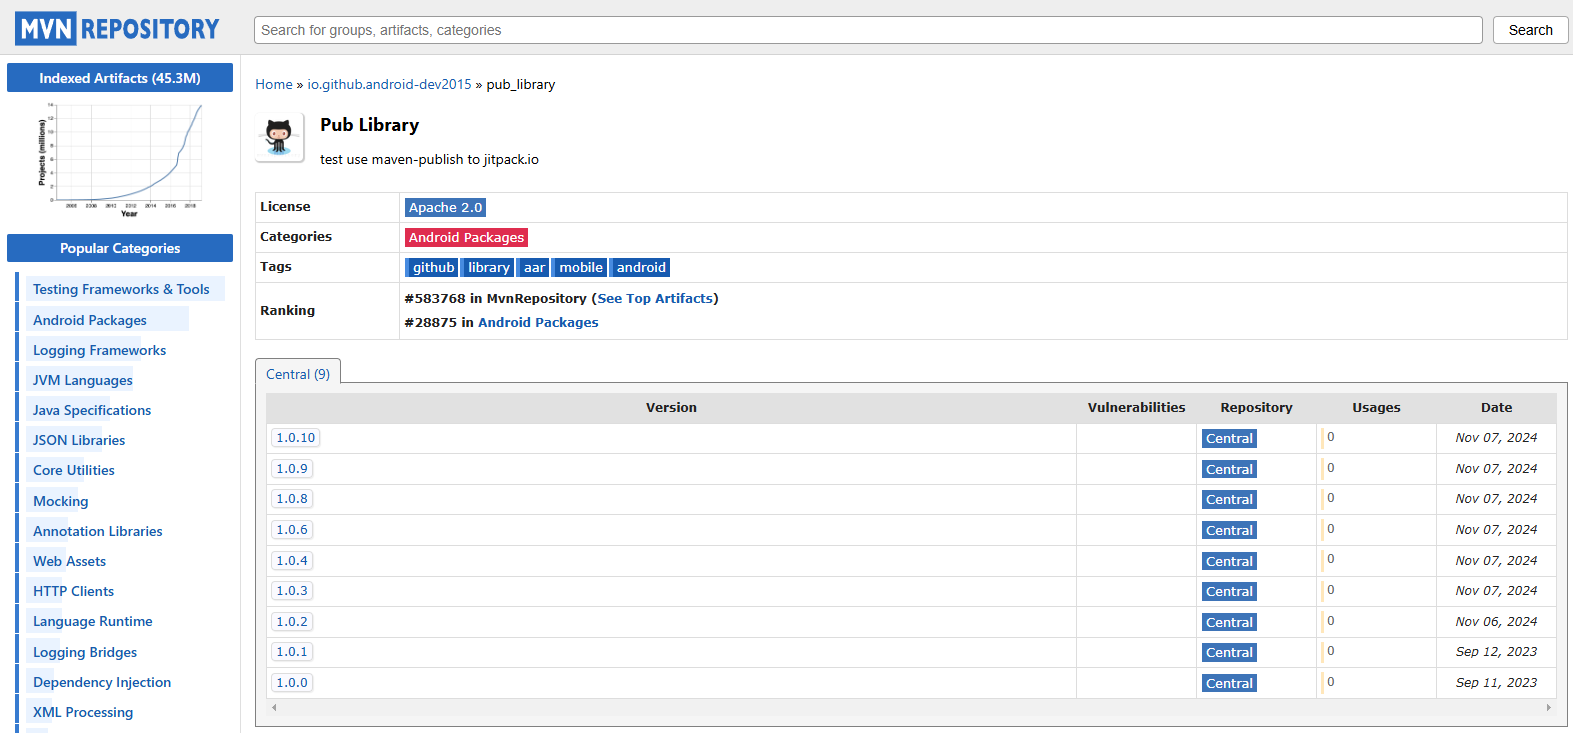 MVN REPOSITORY
Search for groups, artifacts, categories
Search
Indexed Artifacts (45.3M)
Projects (millions)
Year
Popular Categories
Testing Frameworks & Tools
Android Packages
Logging Frameworks
JVM Languages
Java Specifications
JSON Libraries
Core Utilities
Mocking
Annotation Libraries
Web Assets
HTTP Clients
Language Runtime
Logging Bridges
Dependency Injection
XML Processing
Home » io.github.android-dev2015 » pub_library
Pub Library
test use maven-publish to jitpack.io
License Apache 2.0
Categories Android Packages
Tags github library aar mobile android
Ranking
#583768 in MvnRepository (See Top Artifacts)
#28875 in Android Packages
Central (9)
Version Vulnerabilities Repository Usages Date
1.0.10 Central 0 Nov 07, 2024
1.0.9 Central 0 Nov 07, 2024
1.0.8 Central 0 Nov 07, 2024
1.0.6 Central 0 Nov 07, 2024
1.0.4 Central 0 Nov 07, 2024
1.0.3 Central 0 Nov 07, 2024
1.0.2 Central 0 Nov 06, 2024
1.0.1 Central 0 Sep 12, 2023
1.0.0 Central 0 Sep 11, 2023